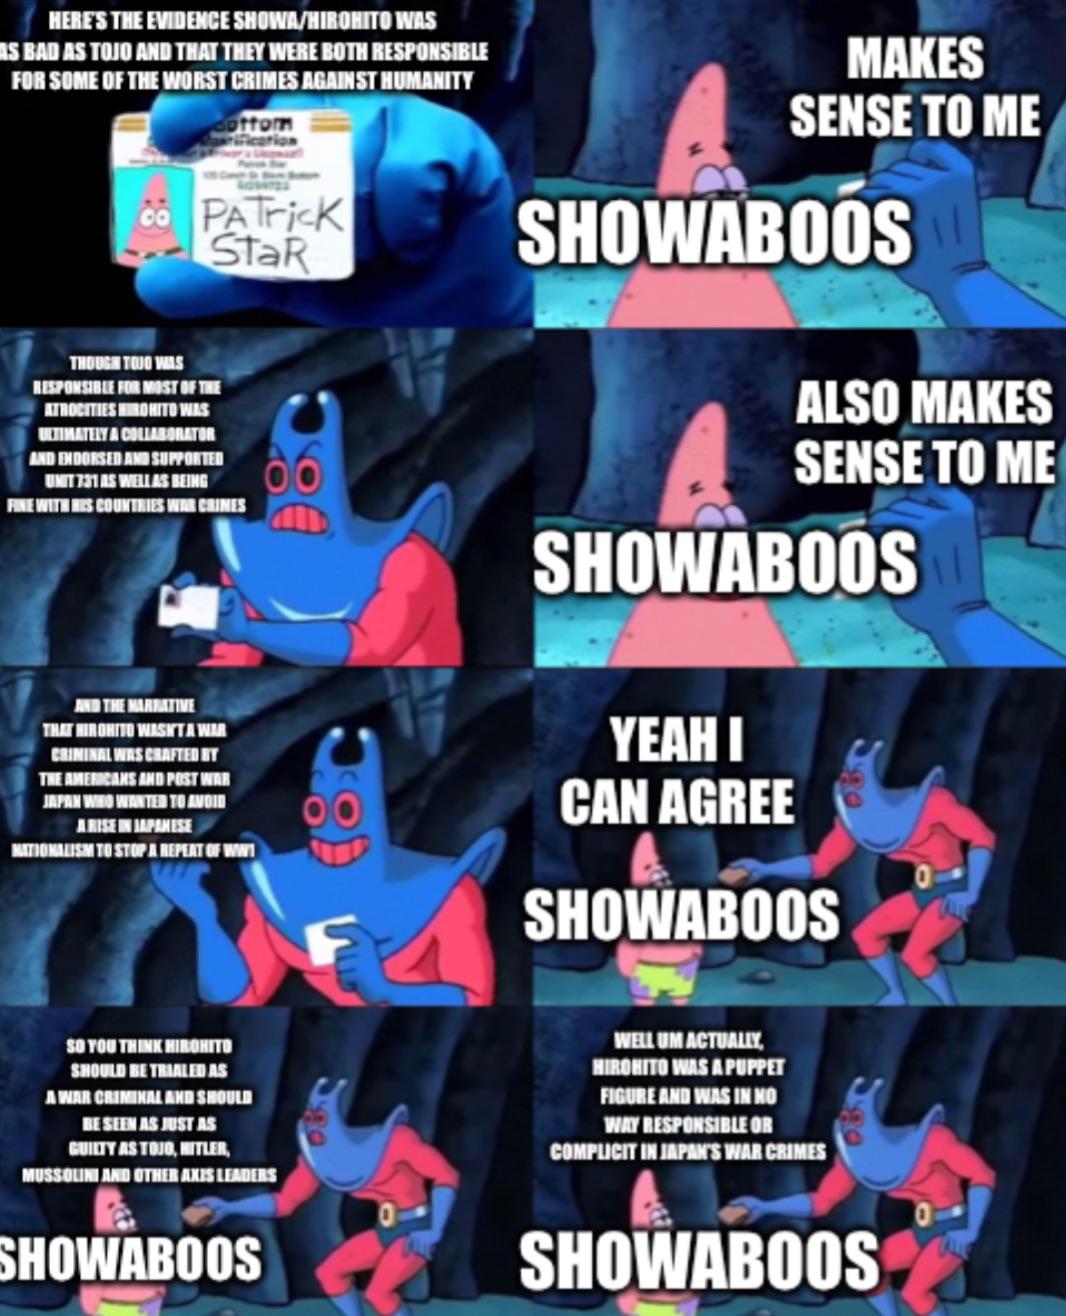 HERE'S THE EVIDENCE SHOWA/HIROHITO WAS
AS BAD AS TOJO AND THAT THEY WERE BOTH RESPONSIBLE
FOR SOME OF THE WORST CRIMES AGAINST HUMANITY
PATRICK
STAR
MAKES
SENSE TO ME
SHOWABOOS
THOUGH TOJO WAS
RESPONSIBLE FOR MOST OF THE
ATROCITIES HIROHITO WAS
ULTIMATELY A COLLABORATOR
AND ENDORSED AND SUPPORTED
UNIT 731 AS WELL AS BEING
FINE WITH HIS COUNTRIES WAR CRIMES
ALSO MAKES
SENSE TO ME
SHOWABOOS
AND THE NARRATIVE
THAT HIROHITO WASN'T A WAR
CRIMINAL WAS CRAFTED BY
THE AMERICANS AND POST WAR
JAPAN WHO WANTED TO AVOID
A RISE IN JAPANESE
NATIONALISM TO STOP A REPEAT OF WW1
YEAH I
CAN AGREE
SHOWABOOS
SO YOU THINK HIROHITO
SHOULD BE TRIALED AS
A WAR CRIMINAL AND SHOULD
BE SEEN AS JUST AS
GUILTY AS TOJO, HITLER,
MUSSOLINI AND OTHER AXIS LEADERS
SHOWABOOS
WELL UM ACTUALLY,
HIROHITO WAS A PUPPET
FIGURE AND WAS IN NO
WAY RESPONSIBLE OR
COMPLICIT IN JAPAN'S WAR CRIMES
SHOWABOOS